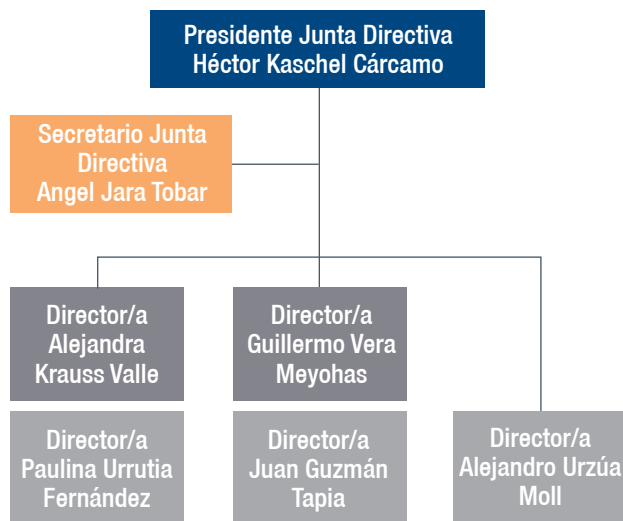 Presidente Junta Directiva
Héctor Kaschel Cárcamo
Secretario Junta
Directiva
Angel Jara Tobar
Director/a
Alejandra
Krauss Valle
Director/a
Guillermo Vera
Meyohas
Director/a
Paulina Urrutia
Fernández
Director/a
Juan Guzmán
Tapia
Director/a
Alejandro Urzúa
Moll